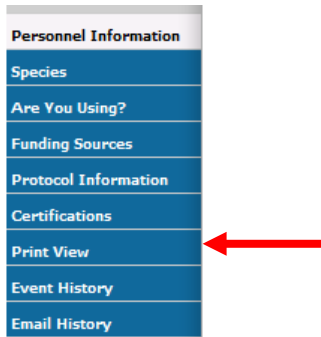 Personnel Information
Species
Are You Using?
Funding Sources
Protocol Information
Certifications
Print View
Event History
Email History